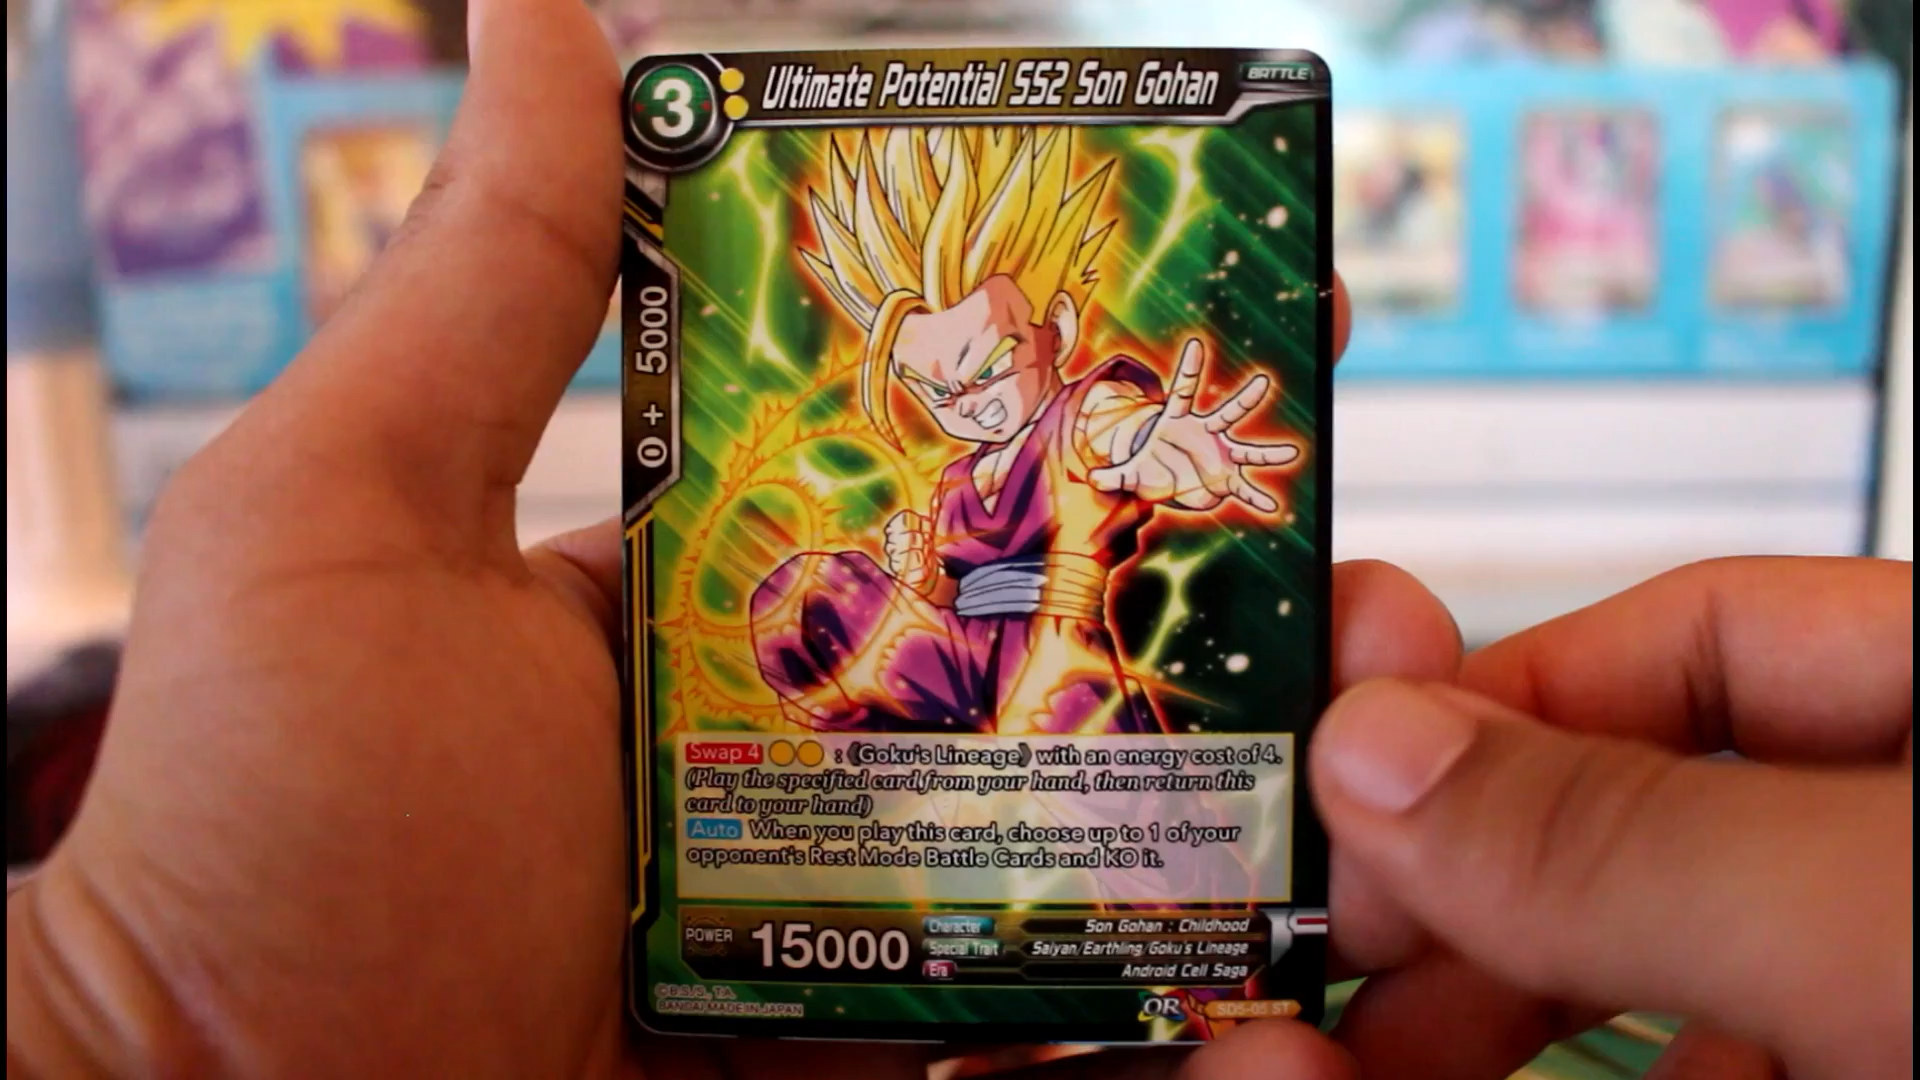 3 Ultimate Potential SS2 Son Gohan BATTLE
0 + 5000
Swap 4 : 《Goku's Lineage》 with an energy cost of 4.
(Play the specified card from your hand, then return this
card to your hand)
Auto When you play this card, choose up to 1 of your
opponent's Rest Mode Battle Cards and KO it.
POWER 15000
Character Son Gohan : Childhood
Special Trait Saiyan/Earthling/Goku's Lineage
Era Android Cell Saga
©B.S./S., T.A.
BANDAI MADE IN JAPAN
SD5-05 ST